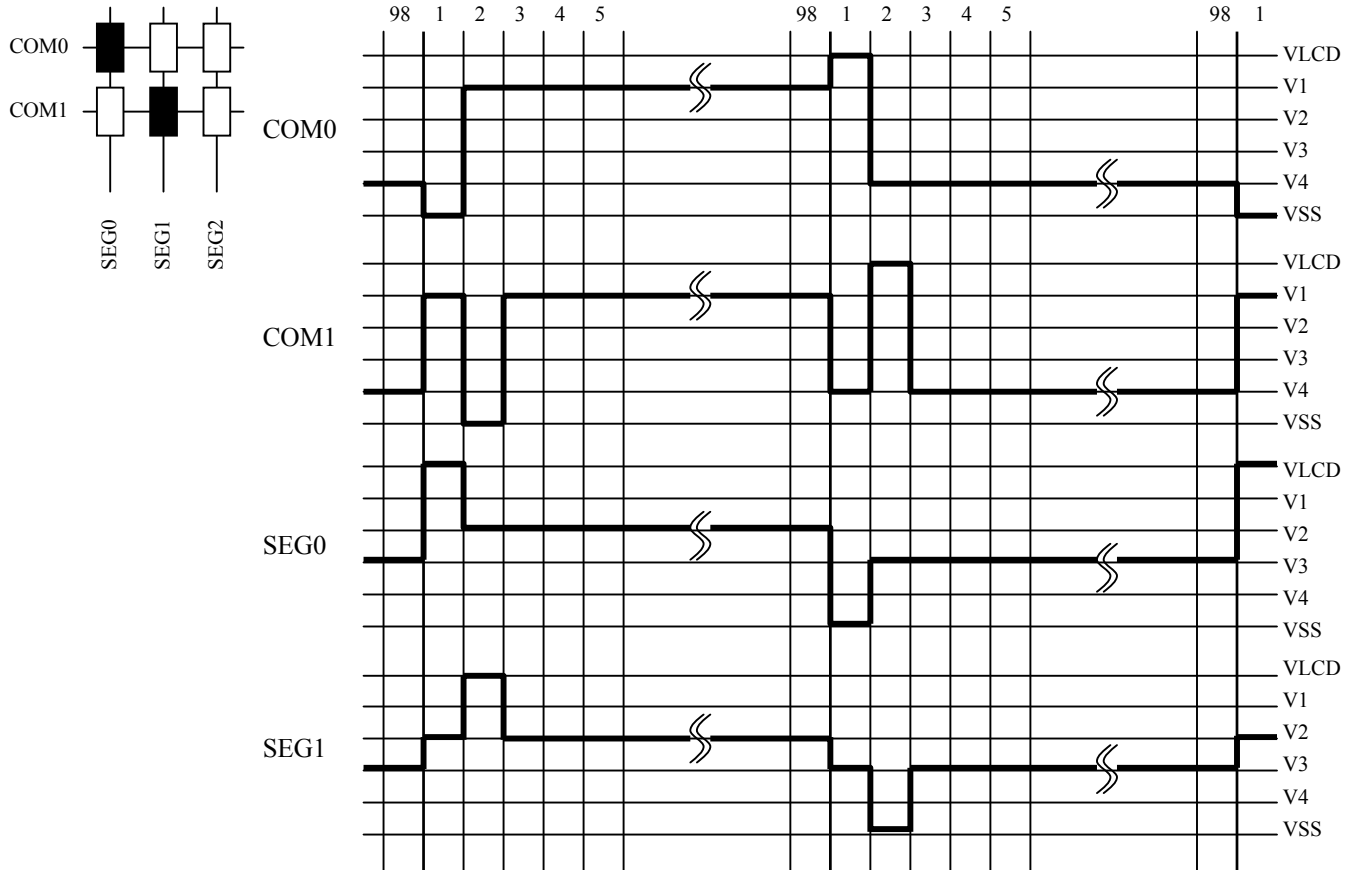 98 1 2 3 4 5 98 1 2 3 4 5 98 1
COM0
COM1
SEG0
SEG1
SEG2
COM0
VLCD
V1
V2
V3
V4
VSS
COM1
VLCD
V1
V2
V3
V4
VSS
SEG0
VLCD
V1
V2
V3
V4
VSS
SEG1
VLCD
V1
V2
V3
V4
VSS